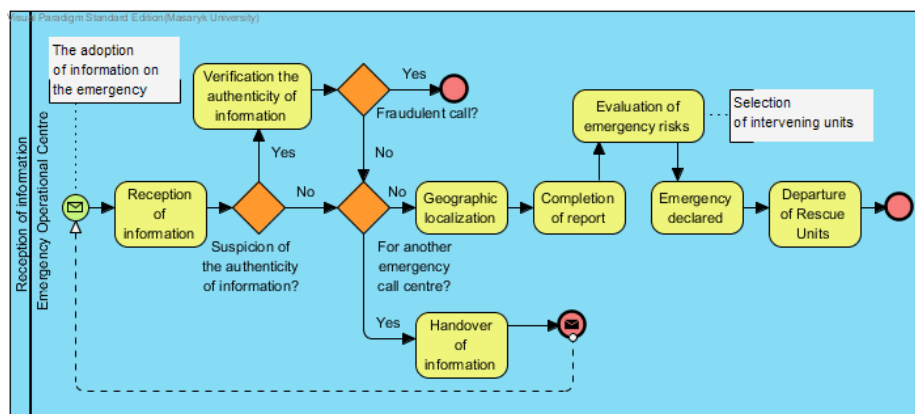 Visual Paradigm Standard Edition(Masaryk University)
Reception of information
Emergency Operational Centre
The adoption
of information on
the emergency
Verification the
authenticity of
information
Yes
Fraudulent call?
No
Evaluation of
emergency risks
Selection
of intervening units
Yes
Reception
of
information
No
Suspicion of
the authenticity
of information?
No
Geographic
localization
Completion
of report
Emergency
declared
Departure
of Rescue
Units
For another
emergency
call centre?
Yes
Handover
of
information